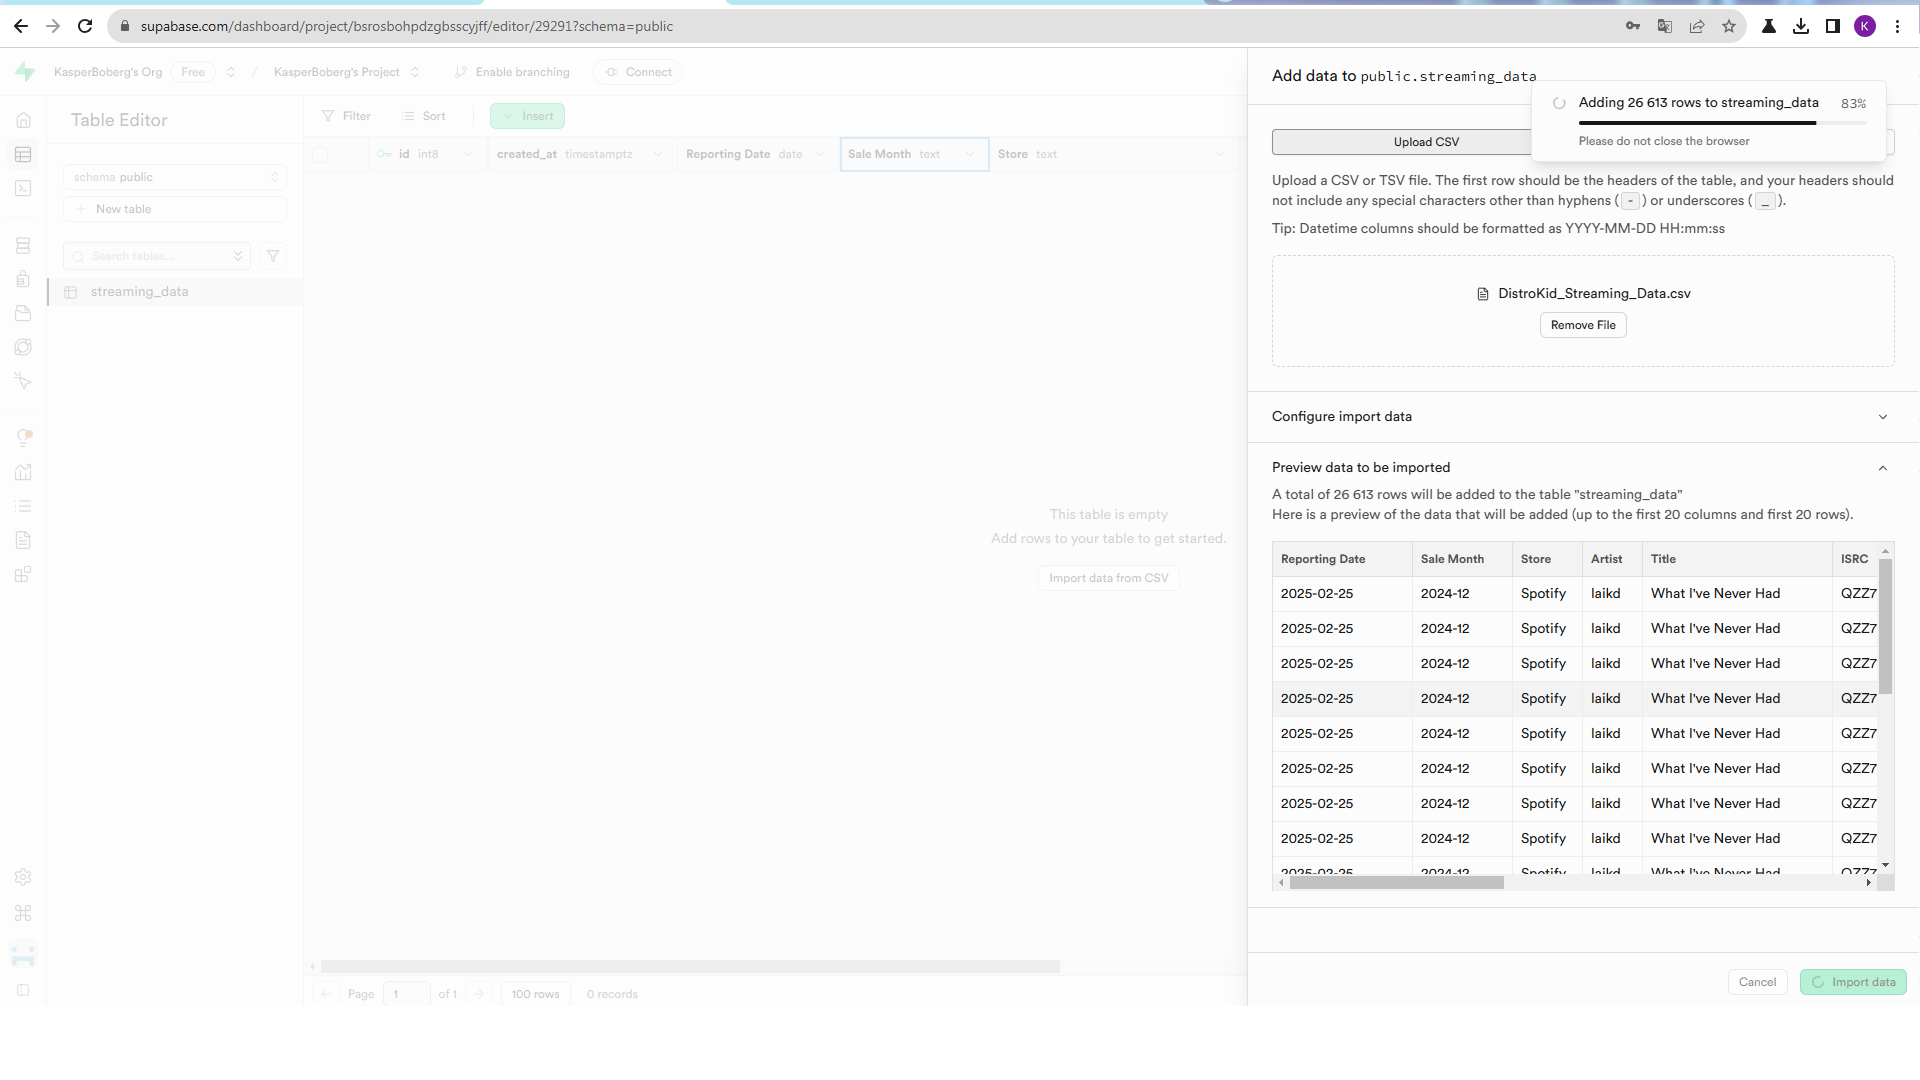 supabase.com/dashboard/project/bsrosbohpdzgbsscyjff/editor/29291?schema=public
K
KasperBoberg's Org Free / KasperBoberg's Project Enable branching Connect
Table Editor
schema public
New table
Search tables...
streaming_data
Filter Sort Insert
id int8 created_at timestamptz Reporting Date date Sale Month text Store text
This table is empty
Add rows to your table to get started.
Import data from CSV
Page 1 of 1 100 rows 0 records
Add data to public.streaming_data
Adding 26 613 rows to streaming_data 83%
Please do not close the browser
Upload CSV
Upload a CSV or TSV file. The first row should be the headers of the table, and your headers should
not include any special characters other than hyphens ( - ) or underscores ( _ ).
Tip: Datetime columns should be formatted as YYYY-MM-DD HH:mm:ss
DistroKid_Streaming_Data.csv
Remove File
Configure import data
Preview data to be imported
A total of 26 613 rows will be added to the table "streaming_data"
Here is a preview of the data that will be added (up to the first 20 columns and first 20 rows).
Reporting Date Sale Month Store Artist Title ISRC
2025-02-25 2024-12 Spotify laikd What I've Never Had QZZ7
2025-02-25 2024-12 Spotify laikd What I've Never Had QZZ7
2025-02-25 2024-12 Spotify laikd What I've Never Had QZZ7
2025-02-25 2024-12 Spotify laikd What I've Never Had QZZ7
2025-02-25 2024-12 Spotify laikd What I've Never Had QZZ7
2025-02-25 2024-12 Spotify laikd What I've Never Had QZZ7
2025-02-25 2024-12 Spotify laikd What I've Never Had QZZ7
2025-02-25 2024-12 Spotify laikd What I've Never Had QZZ7
2025-02-25 2024-12 Spotify laikd What I've Never Had QZZ7
Cancel Import data